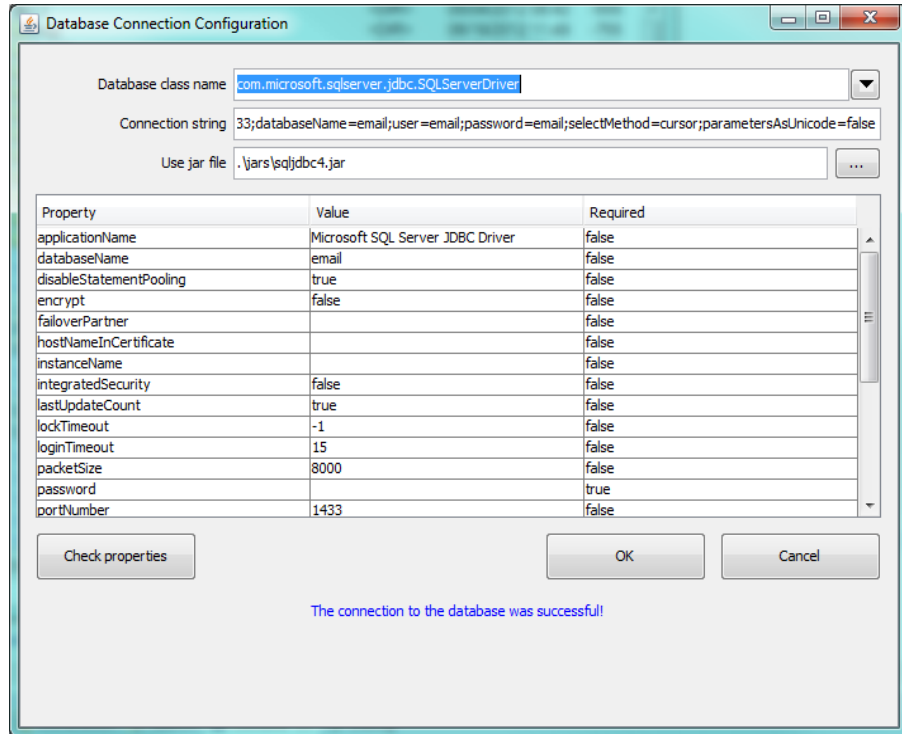 Database Connection Configuration
Database class name com.microsoft.sqlserver.jdbc.SQLServerDriver
Connection string 33;databaseName=email;user=email;password=email;selectMethod=cursor;parametersAsUnicode=false
Use jar file .\jars\sqljdbc4.jar ...
Property Value Required
applicationName Microsoft SQL Server JDBC Driver false
databaseName email false
disableStatementPooling true false
encrypt false false
failoverPartner false
hostNameInCertificate false
instanceName false
integratedSecurity false false
lastUpdateCount true false
lockTimeout -1 false
loginTimeout 15 false
packetSize 8000 false
password true
portNumber 1433 false
Check properties OK Cancel
The connection to the database was successful!